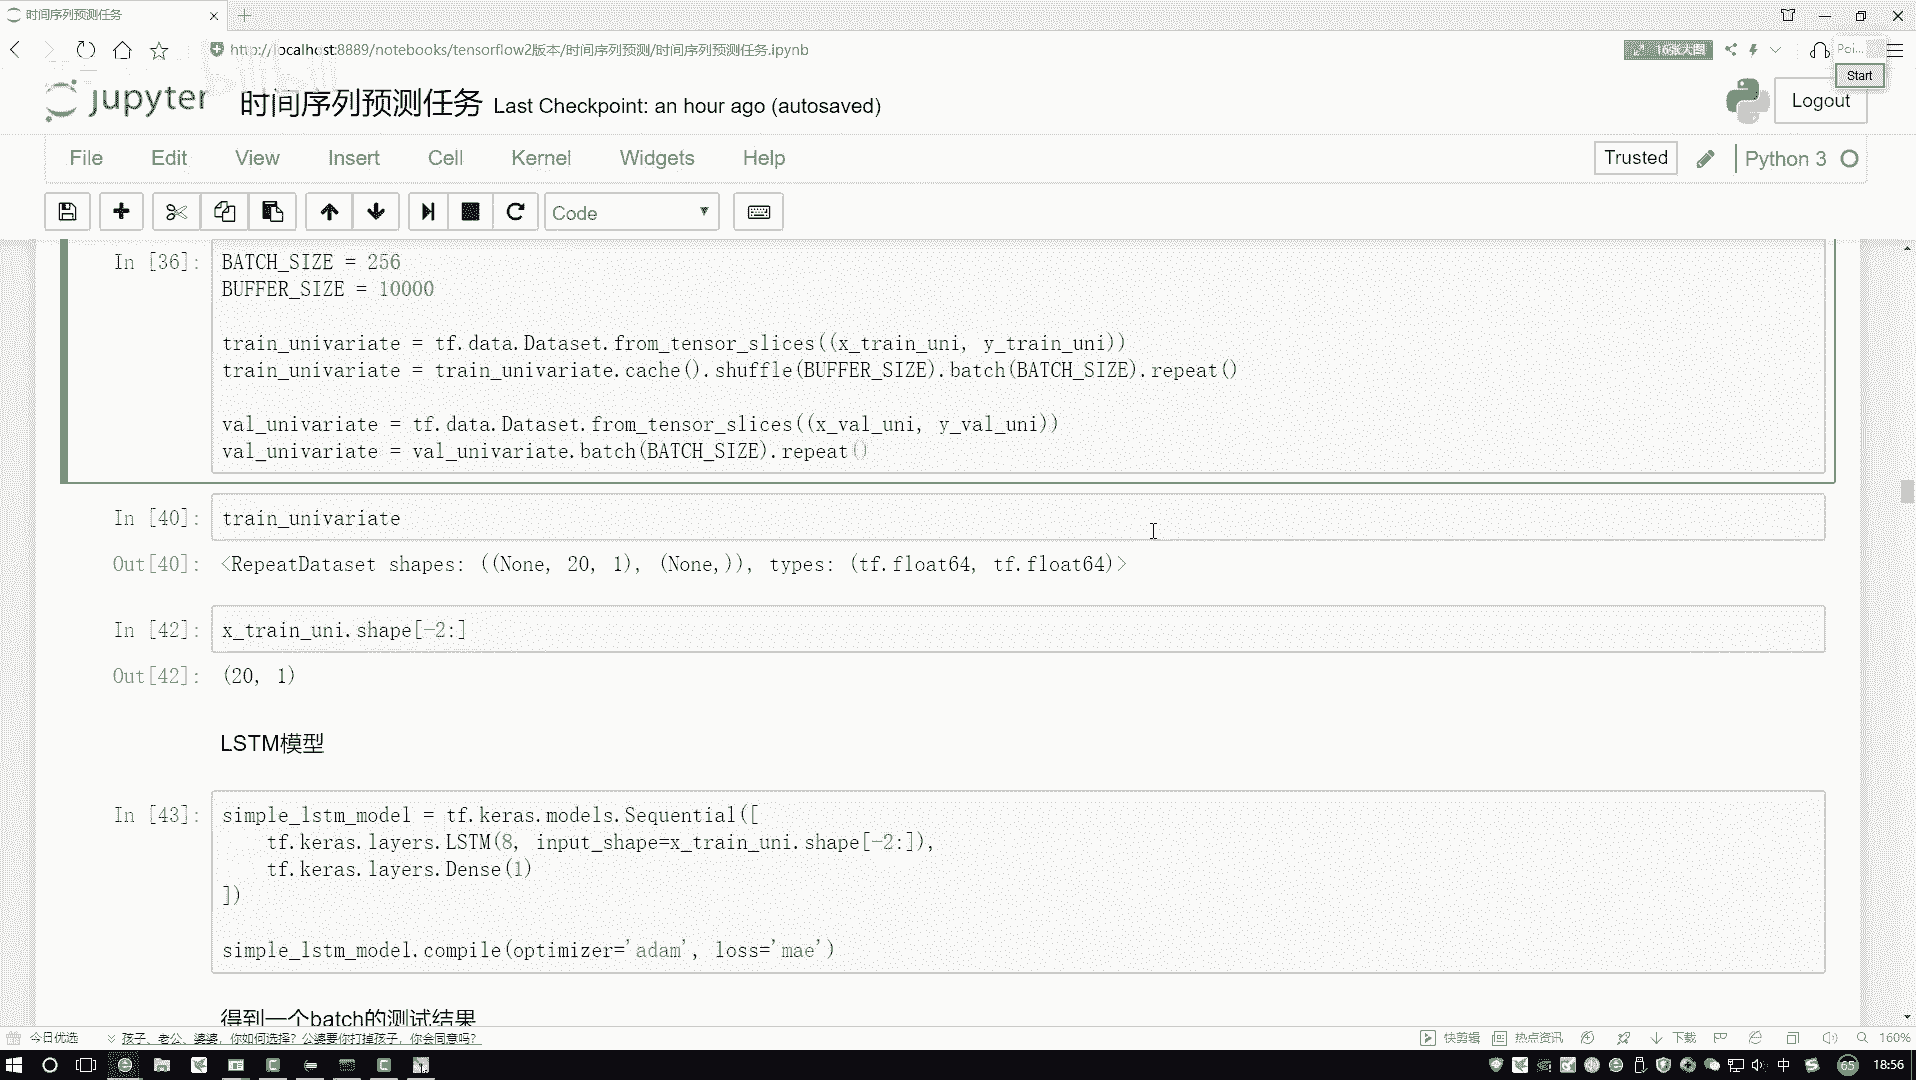 时间序列预测任务
http://localhost:8889/notebooks/tensorflow2版本/时间序列预测/时间序列预测任务.ipynb
16张大图
Poi...
Start
jupyter 时间序列预测任务 Last Checkpoint: an hour ago (autosaved)
Logout
File Edit View Insert Cell Kernel Widgets Help
Trusted
Python 3
Code
In [36]:
BATCH_SIZE = 256
BUFFER_SIZE = 10000
train_univariate = tf.data.Dataset.from_tensor_slices((x_train_uni, y_train_uni))
train_univariate = train_univariate.cache().shuffle(BUFFER_SIZE).batch(BATCH_SIZE).repeat()
val_univariate = tf.data.Dataset.from_tensor_slices((x_val_uni, y_val_uni))
val_univariate = val_univariate.batch(BATCH_SIZE).repeat()
In [40]: train_univariate
Out[40]: <RepeatDataset shapes: ((None, 20, 1), (None,)), types: (tf.float64, tf.float64)>
In [42]: x_train_uni.shape[-2:]
Out[42]: (20, 1)
LSTM模型
In [43]: simple_lstm_model = tf.keras.models.Sequential([
tf.keras.layers.LSTM(8, input_shape=x_train_uni.shape[-2:]),
tf.keras.layers.Dense(1)
])
simple_lstm_model.compile(optimizer='adam', loss='mae')
得到一个batch的测试结果
今日优选
孩子、老公、婆婆，你如何选择？公婆要你打掉孩子，你会同意吗？
快剪辑
热点资讯
下载
160%
中
65
18:56